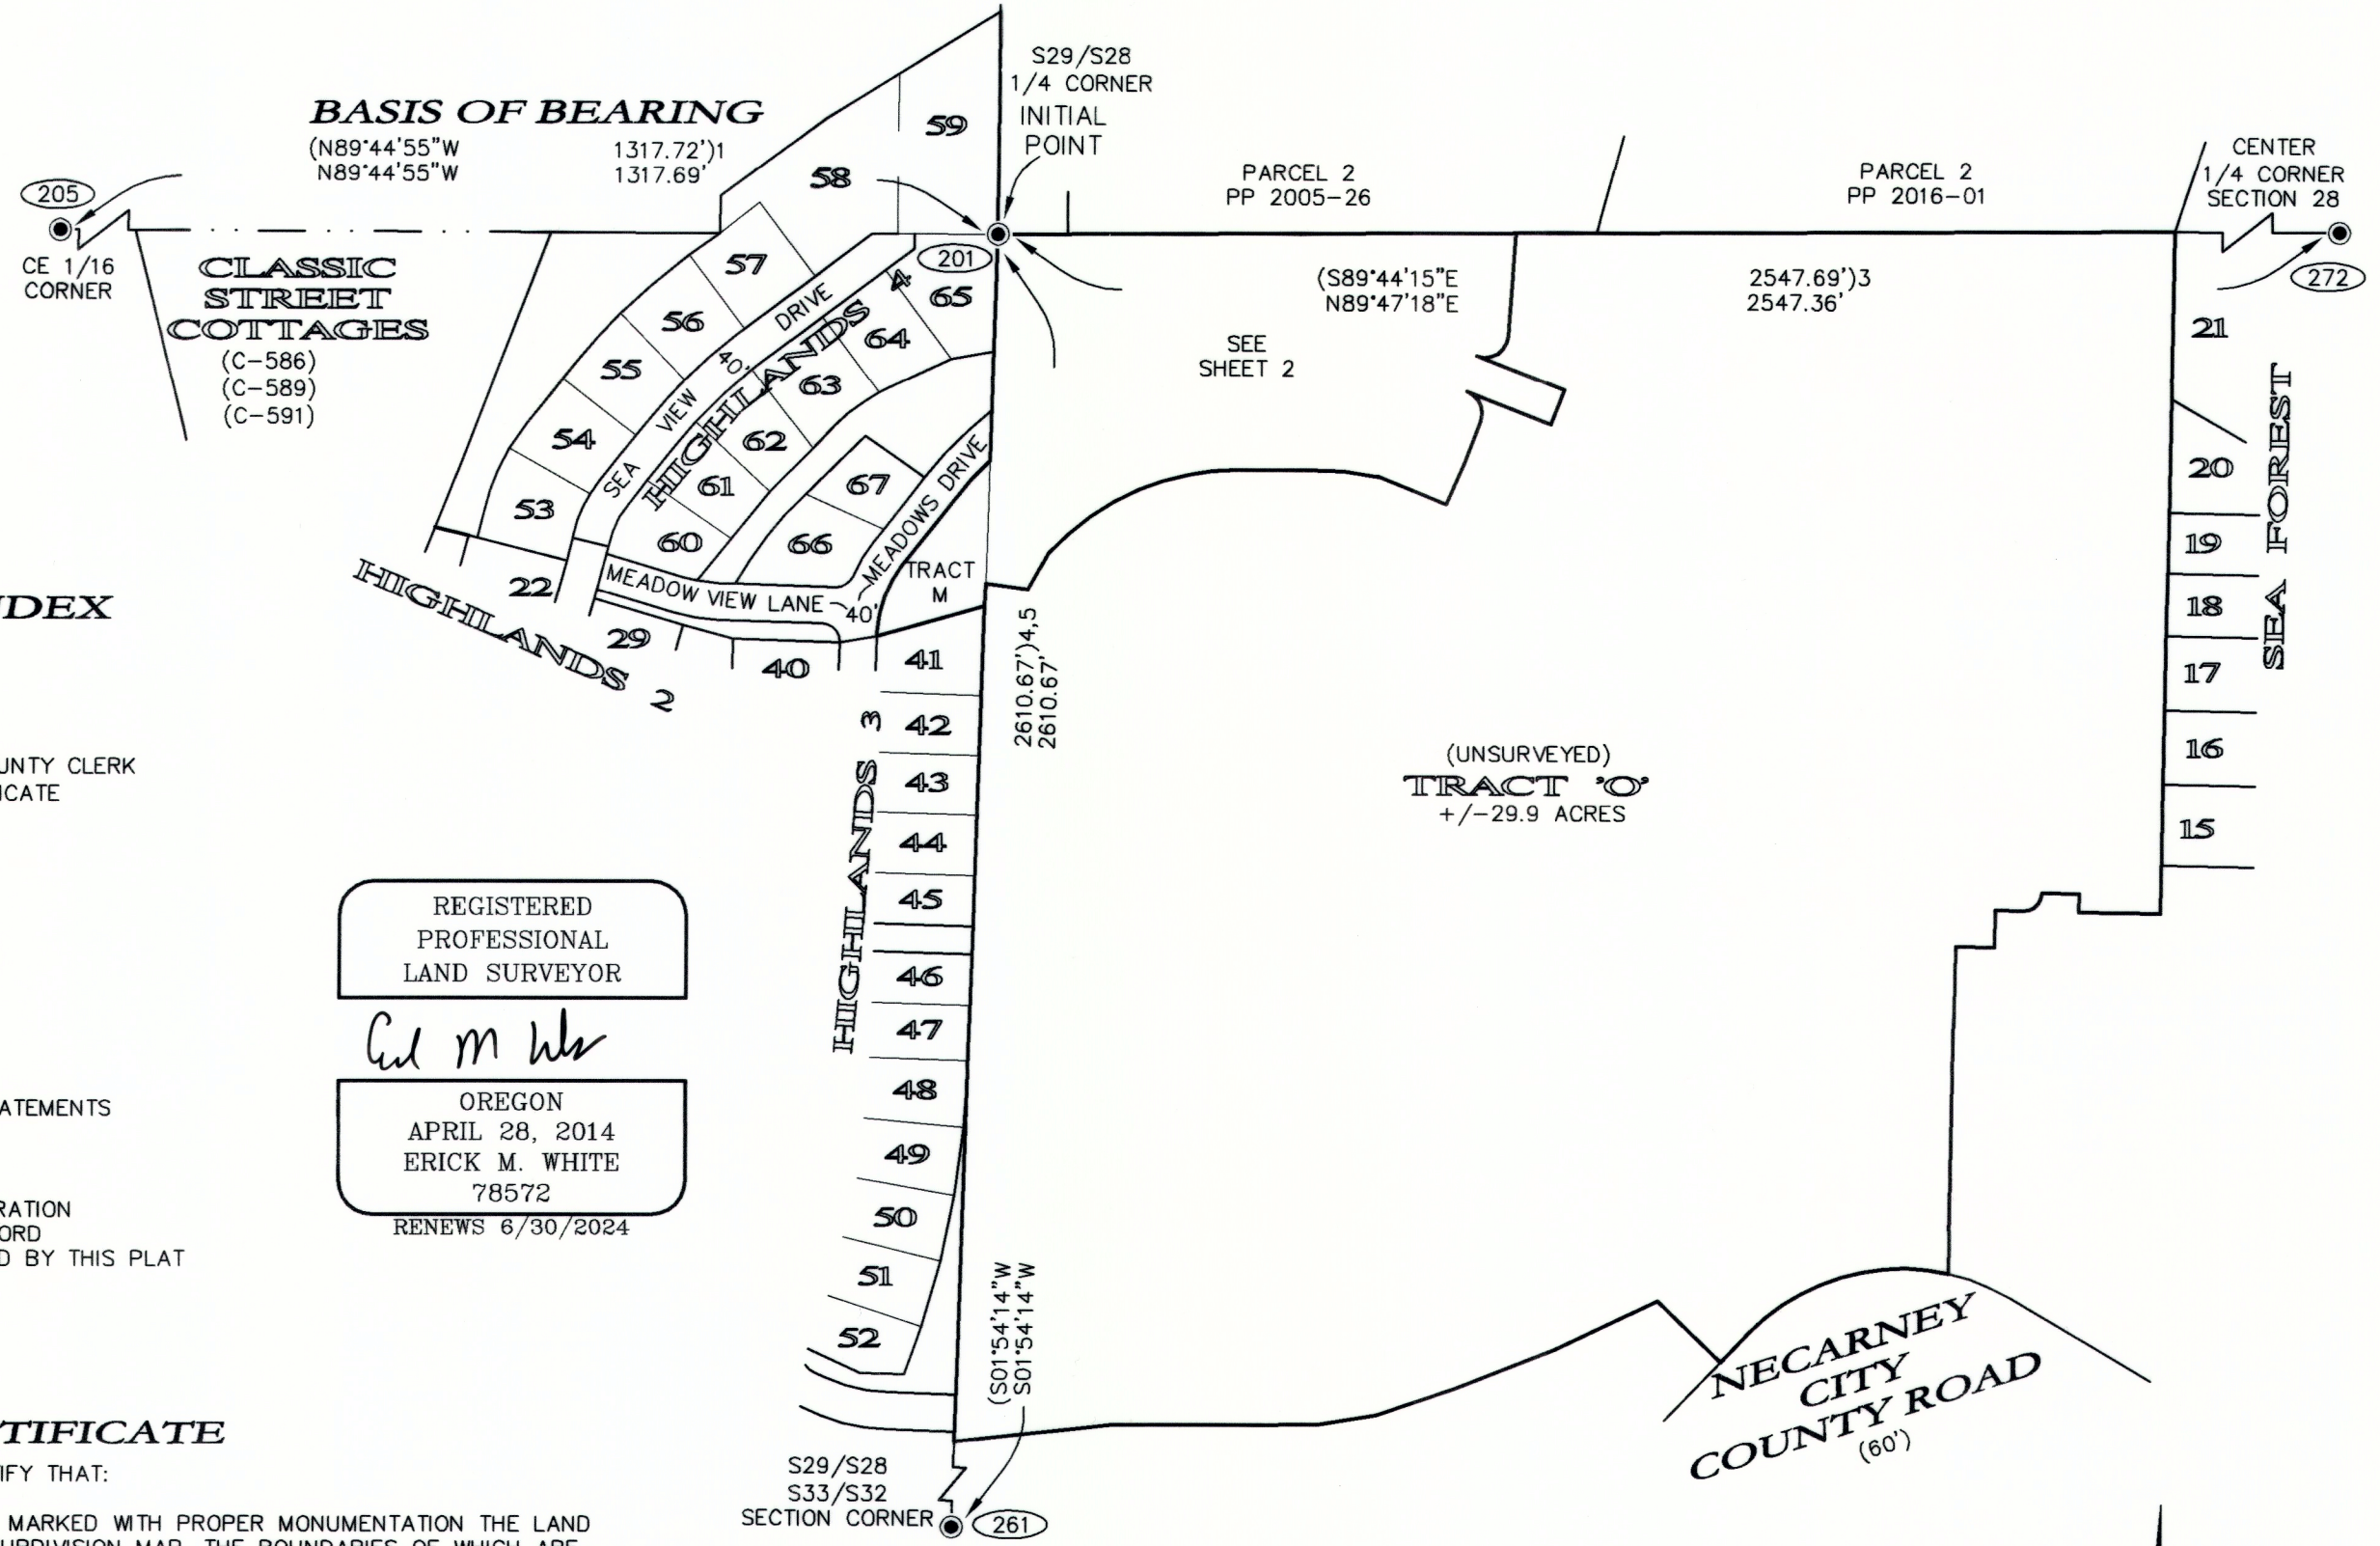 BASIS OF BEARING
(N89°44'55"W 1317.72')1
N89°44'55"W 1317.69'
205
CE 1/16
CORNER
CLASSIC
STREET
COTTAGES
(C-586)
(C-589)
(C-591)
S29/S28
1/4 CORNER
INITIAL
POINT
201
PARCEL 2
PP 2005-26
PARCEL 2
PP 2016-01
CENTER
1/4 CORNER
SECTION 28
272
(S89°44'15"E 2547.69')3
N89°47'18"E 2547.36'
SEE
SHEET 2
59
58
57
56
55
54
53
SEA VIEW DRIVE
40'
HIGHLANDS 4
65
64
63
62
61
60
67
66
MEADOWS DRIVE
MEADOW VIEW LANE
40'
TRACT
M
22
29
40
HIGHLANDS 2
41
42
43
44
45
46
47
48
49
50
51
52
HIGHLANDS 3
2610.67')4,5
2610.67'
(S01°54'14"W
S01°54'14"W
(UNSURVEYED)
TRACT 'O'
+/-29.9 ACRES
21
20
19
18
17
16
15
SEA FOREST
NECARNEY
CITY
COUNTY ROAD
(60')
S29/S28
S33/S32
SECTION CORNER
261
REGISTERED
PROFESSIONAL
LAND SURVEYOR
OREGON
APRIL 28, 2014
ERICK M. WHITE
78572
RENEWS 6/30/2024
UNTY CLERK
ICATE
ATEMENTS
RATION
ORD
D BY THIS PLAT
TIFICATE
IFY THAT:
MARKED WITH PROPER MONUMENTATION THE LAND